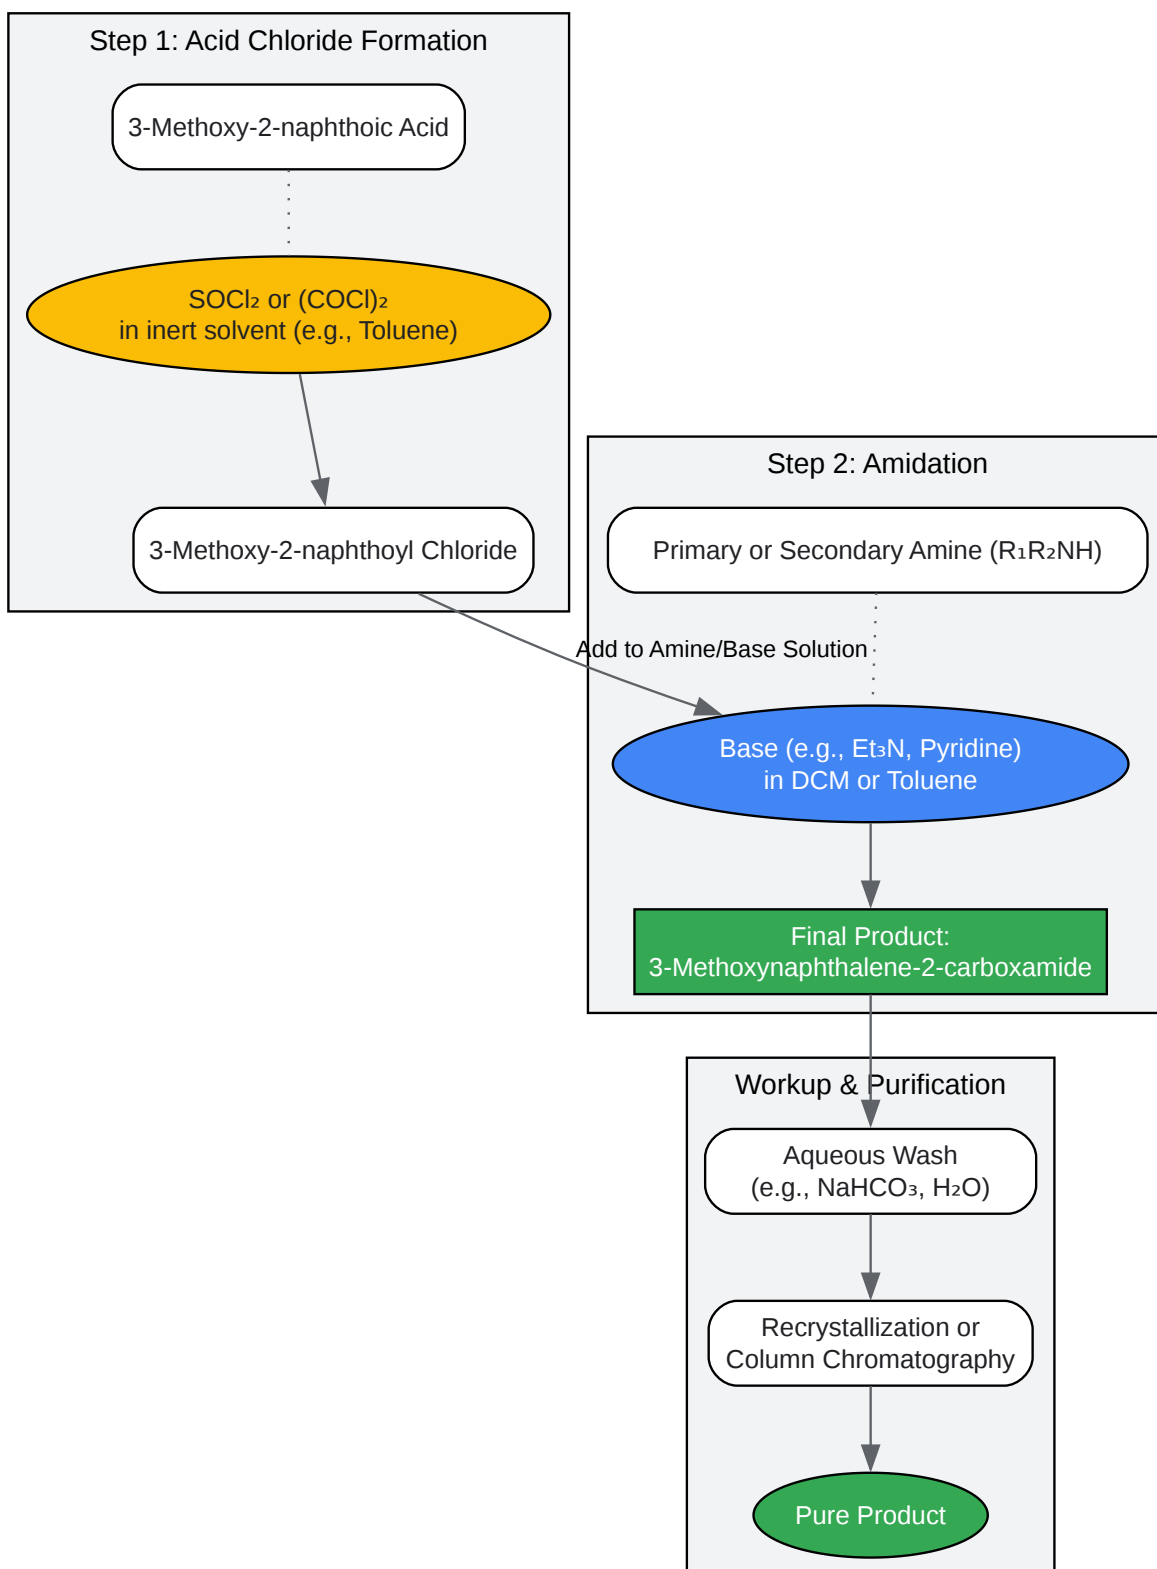 Step 1: Acid Chloride Formation
3-Methoxy-2-naphthoic Acid
SOCl₂ or (COCl)₂
in inert solvent (e.g., Toluene)
3-Methoxy-2-naphthoyl Chloride
Step 2: Amidation
Primary or Secondary Amine (R₁R₂NH)
Add to Amine/Base Solution
Base (e.g., Et₃N, Pyridine)
in DCM or Toluene
Final Product:
3-Methoxynaphthalene-2-carboxamide
Workup & Purification
Aqueous Wash
(e.g., NaHCO₃, H₂O)
Recrystallization or
Column Chromatography
Pure Product